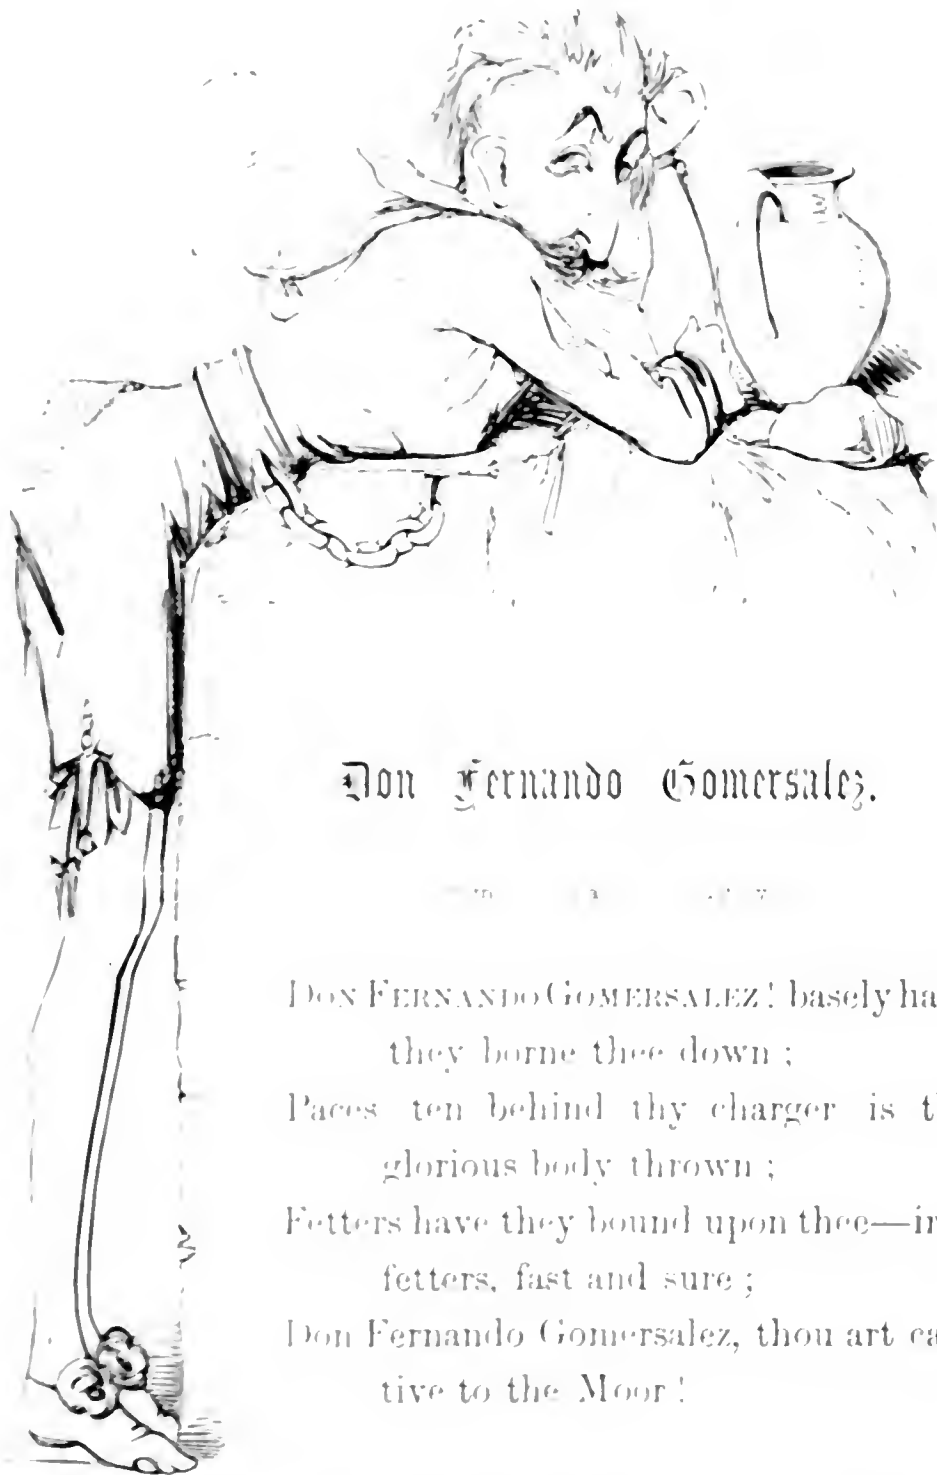 Don Fernando Gomersalez.
DON FERNANDO GOMERSALEZ! basely ha
they borne thee down;
Paces ten behind thy charger is t
glorious body thrown;
Fetters have they bound upon thee—ir
fetters, fast and sure;
Don Fernando Gomersalez, thou art ca
tive to the Moor!